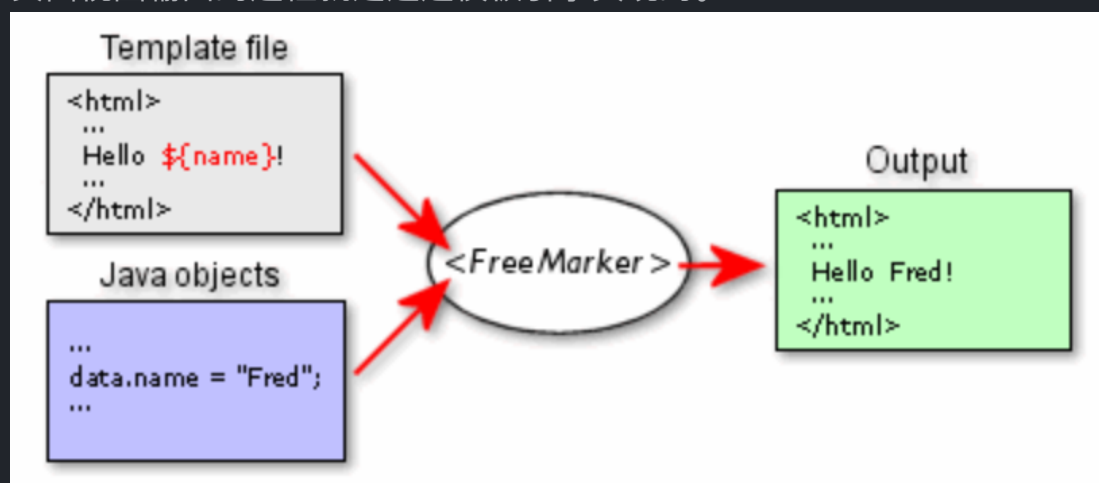 Template file
<html>
...
Hello ${name}!
...
</html>
Java objects
...
data.name = "Fred";
...
<FreeMarker>
Output
<html>
...
Hello Fred!
...
</html>